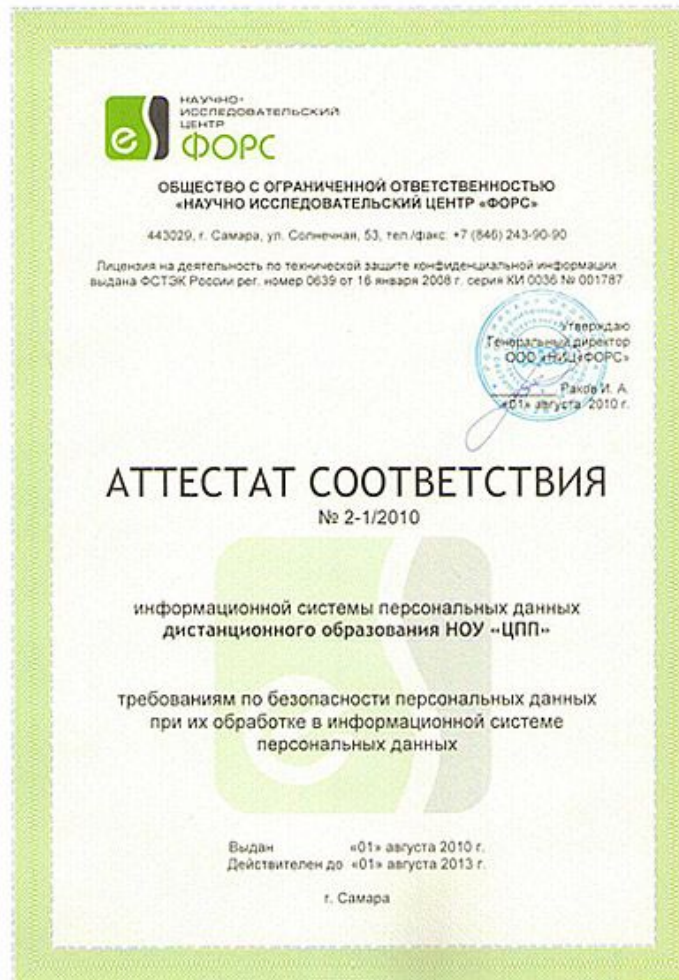 НАУЧНО-
ИССЛЕДОВАТЕЛЬСКИЙ
ЦЕНТР
ФОРС
ОБЩЕСТВО С ОГРАНИЧЕННОЙ ОТВЕТСТВЕННОСТЬЮ
«НАУЧНО ИССЛЕДОВАТЕЛЬСКИЙ ЦЕНТР «ФОРС»
443029, г. Самара, ул. Солнечная, 53, тел./факс: +7 (846) 243-90-90
Лицензия на деятельность по технической защите конфиденциальной информации
выдана ФСТЭК России рег. номер 0639 от 16 января 2008 г. серия КИ 0036 № 001787
Утверждаю
Генеральный директор
ООО «НИЦ«ФОРС»
Раков И. А.
«01» августа 2010 г.
АТТЕСТАТ СООТВЕТСТВИЯ
№ 2-1/2010
информационной системы персональных данных
дистанционного образования НОУ «ЦПП»
требованиям по безопасности персональных данных
при их обработке в информационной системе
персональных данных
Выдан «01» августа 2010 г.
Действителен до «01» августа 2013 г.
г. Самара